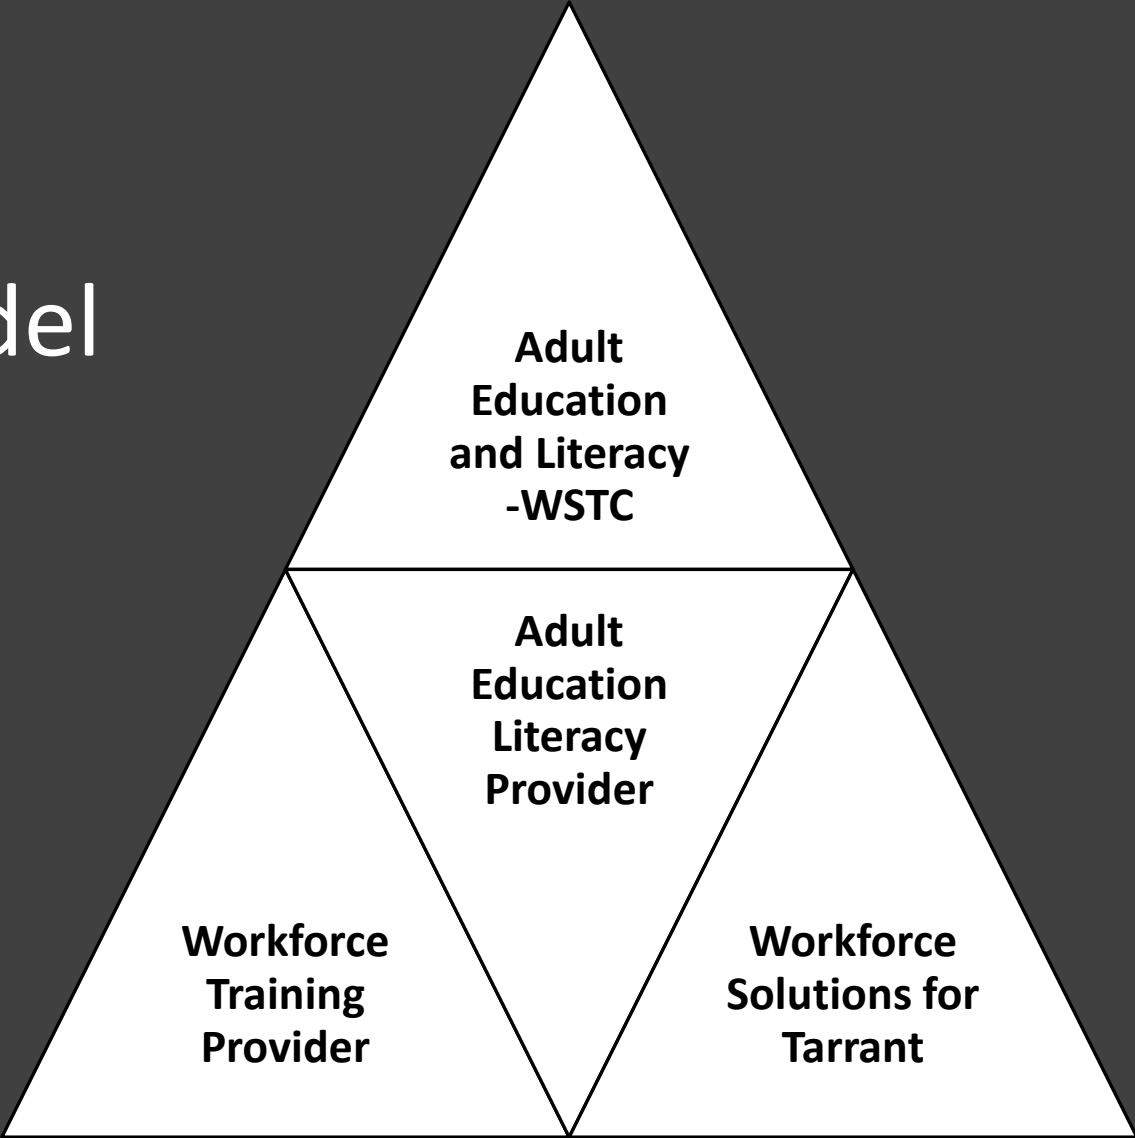 del
Adult
Education
and Literacy
-WSTC
Adult
Education
Literacy
Provider
Workforce
Training
Provider
Workforce
Solutions for
Tarrant